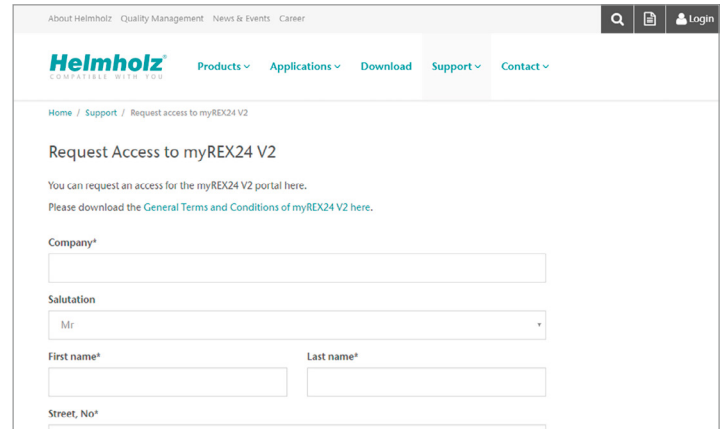 About Helmholz Quality Management News & Events Career Login
Helmholz®
COMPATIBLE WITH YOU
Products Applications Download Support Contact
Home / Support / Request access to myREX24 V2
Request Access to myREX24 V2
You can request an access for the myREX24 V2 portal here.
Please download the General Terms and Conditions of myREX24 V2 here.
Company*
Salutation
Mr
First name* Last name*
Street, No*